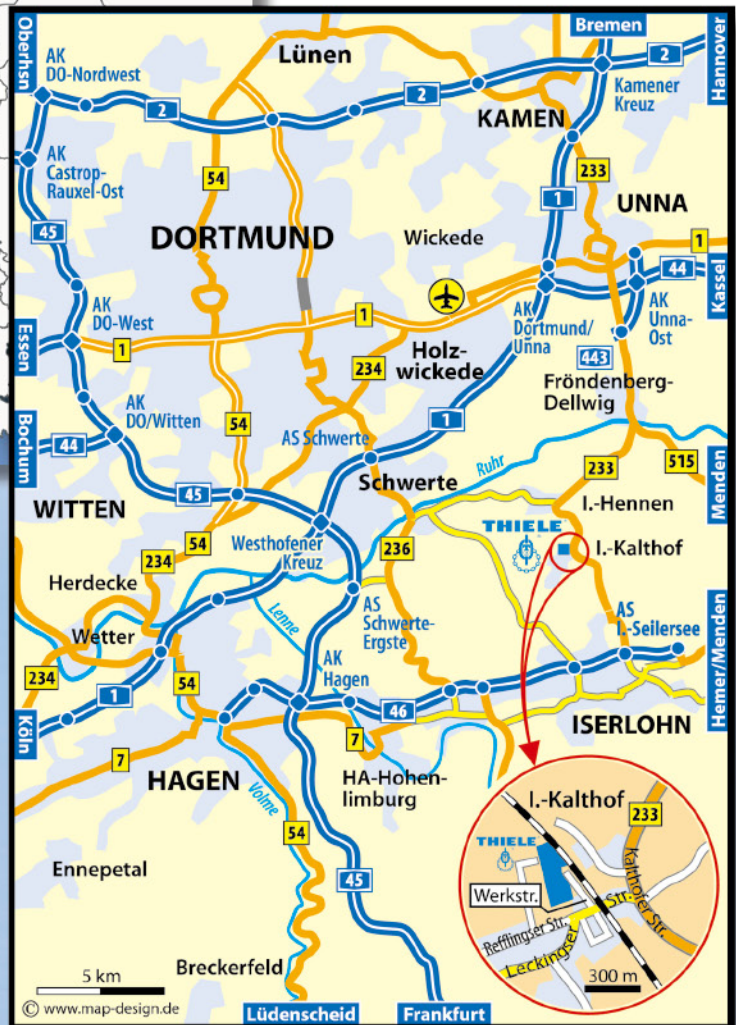 Oberhsn
Bremen
Hannover
AK
DO-Nordwest
Lünen
2
2
2
Kamener
Kreuz
KAMEN
AK
Castrop-
Rauxel-Ost
54
233
1
UNNA
45
DORTMUND
Wickede
1
44
Kassel
AK
DO-West
1
AK
Dortmund/
Unna
AK
Unna-
Ost
Essen
1
Holz-
wickede
443
234
Fröndenberg-
Dellwig
AK
DO/Witten
54
1
Bochum
44
AS Schwerte
Ruhr
233
515
Menden
WITTEN
45
Schwerte
I.-Hennen
54
Westhofener
Kreuz
236
THIELE
I.-Kalthof
234
Herdecke
Lenne
AS
Schwerte-
Ergste
AS
I.-Seilersee
Wetter
234
54
AK
Hagen
Hemer/Menden
1
46
Köln
7
ISERLOHN
7
HAGEN
HA-Hohen-
limburg
Volme
I.-Kalthof
233
54
THIELE
Kalthofer Str.
Ennepetal
45
Werkstr.
Refflingser Str.
Leckingser Str.
Breckerfeld
5 km
300 m
© www.map-design.de
Lüdenscheid
Frankfurt